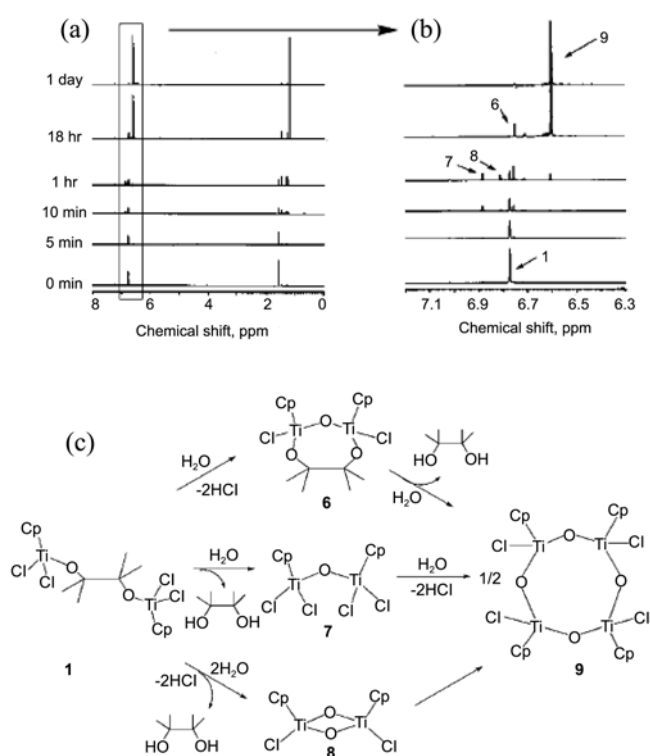 (a)
(b)
1 day
18 hr
1 hr
10 min
5 min
0 min
8 6 4 2 0
Chemical shift, ppm
9
6
7
8
1
7.1 6.9 6.7 6.5 6.3
Chemical shift, ppm
(c)
Cp Cp
O
Cl Ti Ti Cl
O O
6
H₂O
-2HCl
HO OH
H₂O
Cp
Cl Ti O
Cl
O Ti Cl
Cl
Cp
1
H₂O
HO OH
Cp Cp
Ti O Ti
Cl Cl Cl Cl
7
H₂O
-2HCl
1/2
-2HCl
2H₂O
HO OH
Cp Cp
Ti O Ti
O
Cl Cl
8
Cp Cp
Cl Ti O Ti Cl
O O
Cl Ti O Ti Cl
Cp Cp
9